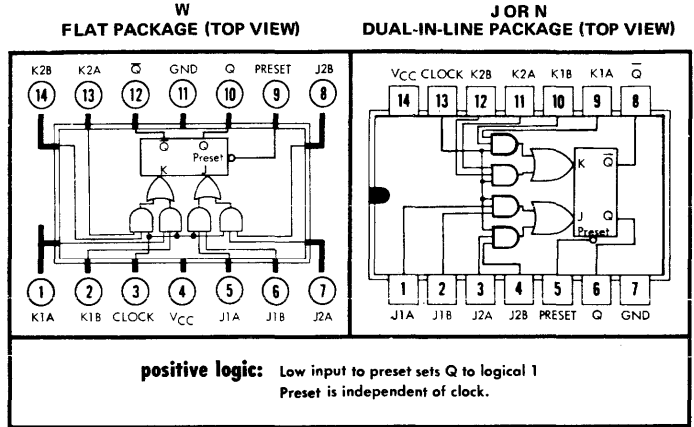 W
FLAT PACKAGE (TOP VIEW)
K2B K2A Q̅ GND Q PRESET J2B
14 13 12 11 10 9 8
Q̅ Q
Preset
K J
1 2 3 4 5 6 7
K1A K1B CLOCK VCC J1A J1B J2A
J OR N
DUAL-IN-LINE PACKAGE (TOP VIEW)
VCC CLOCK K2B K2A K1B K1A Q̅
14 13 12 11 10 9 8
K Q̅
J Q
Preset
1 2 3 4 5 6 7
J1A J1B J2A J2B PRESET Q GND
positive logic: Low input to preset sets Q to logical 1
Preset is independent of clock.